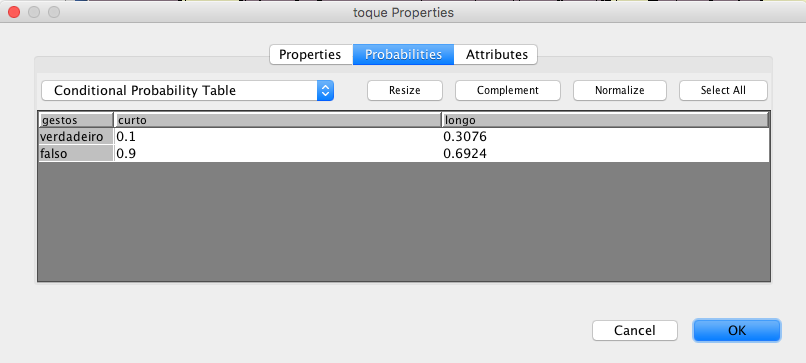 toque Properties
Properties Probabilities Attributes
Conditional Probability Table Resize Complement Normalize Select All
gestos curto longo
verdadeiro 0.1 0.3076
falso 0.9 0.6924
Cancel OK